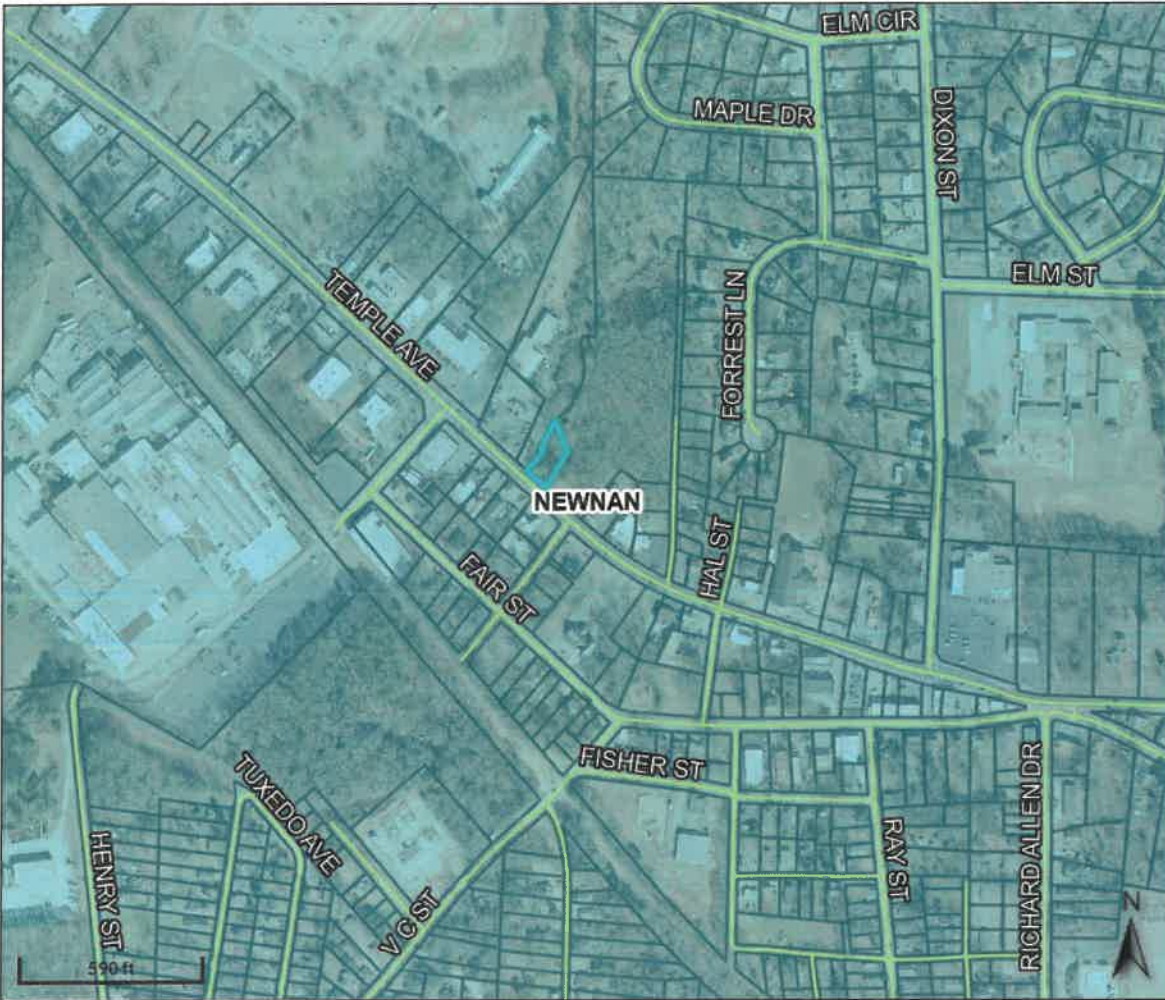 ELM CIR
MAPLE DR
DIXON ST
ELM ST
TEMPLE AVE
FORREST LN
NEWNAN
HAL ST
FAIR ST
FISHER ST
TUXEDO AVE
HENRY ST
V C ST
RAY ST
RICHARD ALLEN DR
N
590 ft